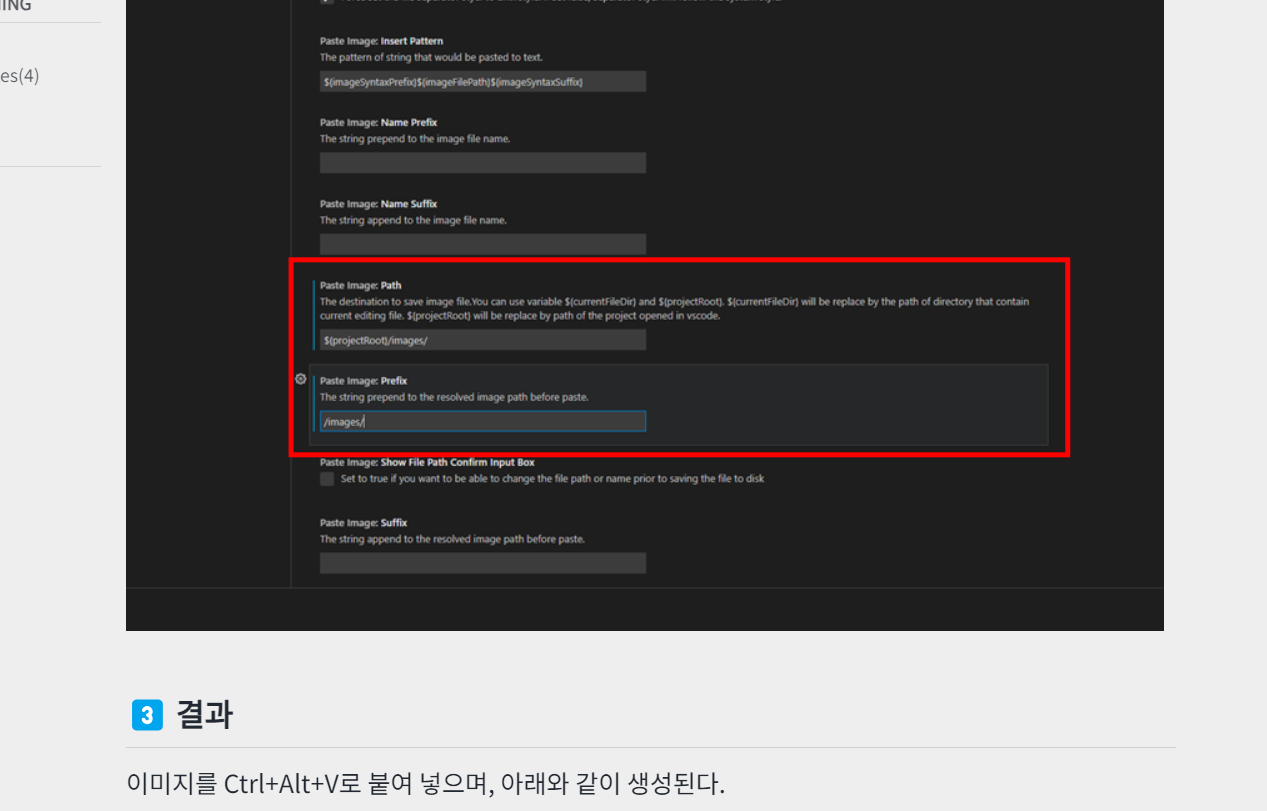 ING
es(4)
Paste Image: Insert Pattern
The pattern of string that would be pasted to text.
${imageSyntaxPrefix}${imageFilePath}${imageSyntaxSuffix}
Paste Image: Name Prefix
The string prepend to the image file name.
Paste Image: Name Suffix
The string append to the image file name.
Paste Image: Path
The destination to save image file.You can use variable ${currentFileDir} and ${projectRoot}. ${currentFileDir} will be replace by the path of directory that contain
current editing file. ${projectRoot} will be replace by path of the project opened in vscode.
${projectRoot}/images/
Paste Image: Prefix
The string prepend to the resolved image path before paste.
/images/
Paste Image: Show File Path Confirm Input Box
Set to true if you want to be able to change the file path or name prior to saving the file to disk
Paste Image: Suffix
The string append to the resolved image path before paste.
3 결과
이미지를 Ctrl+Alt+V로 붙여 넣으며, 아래와 같이 생성된다.